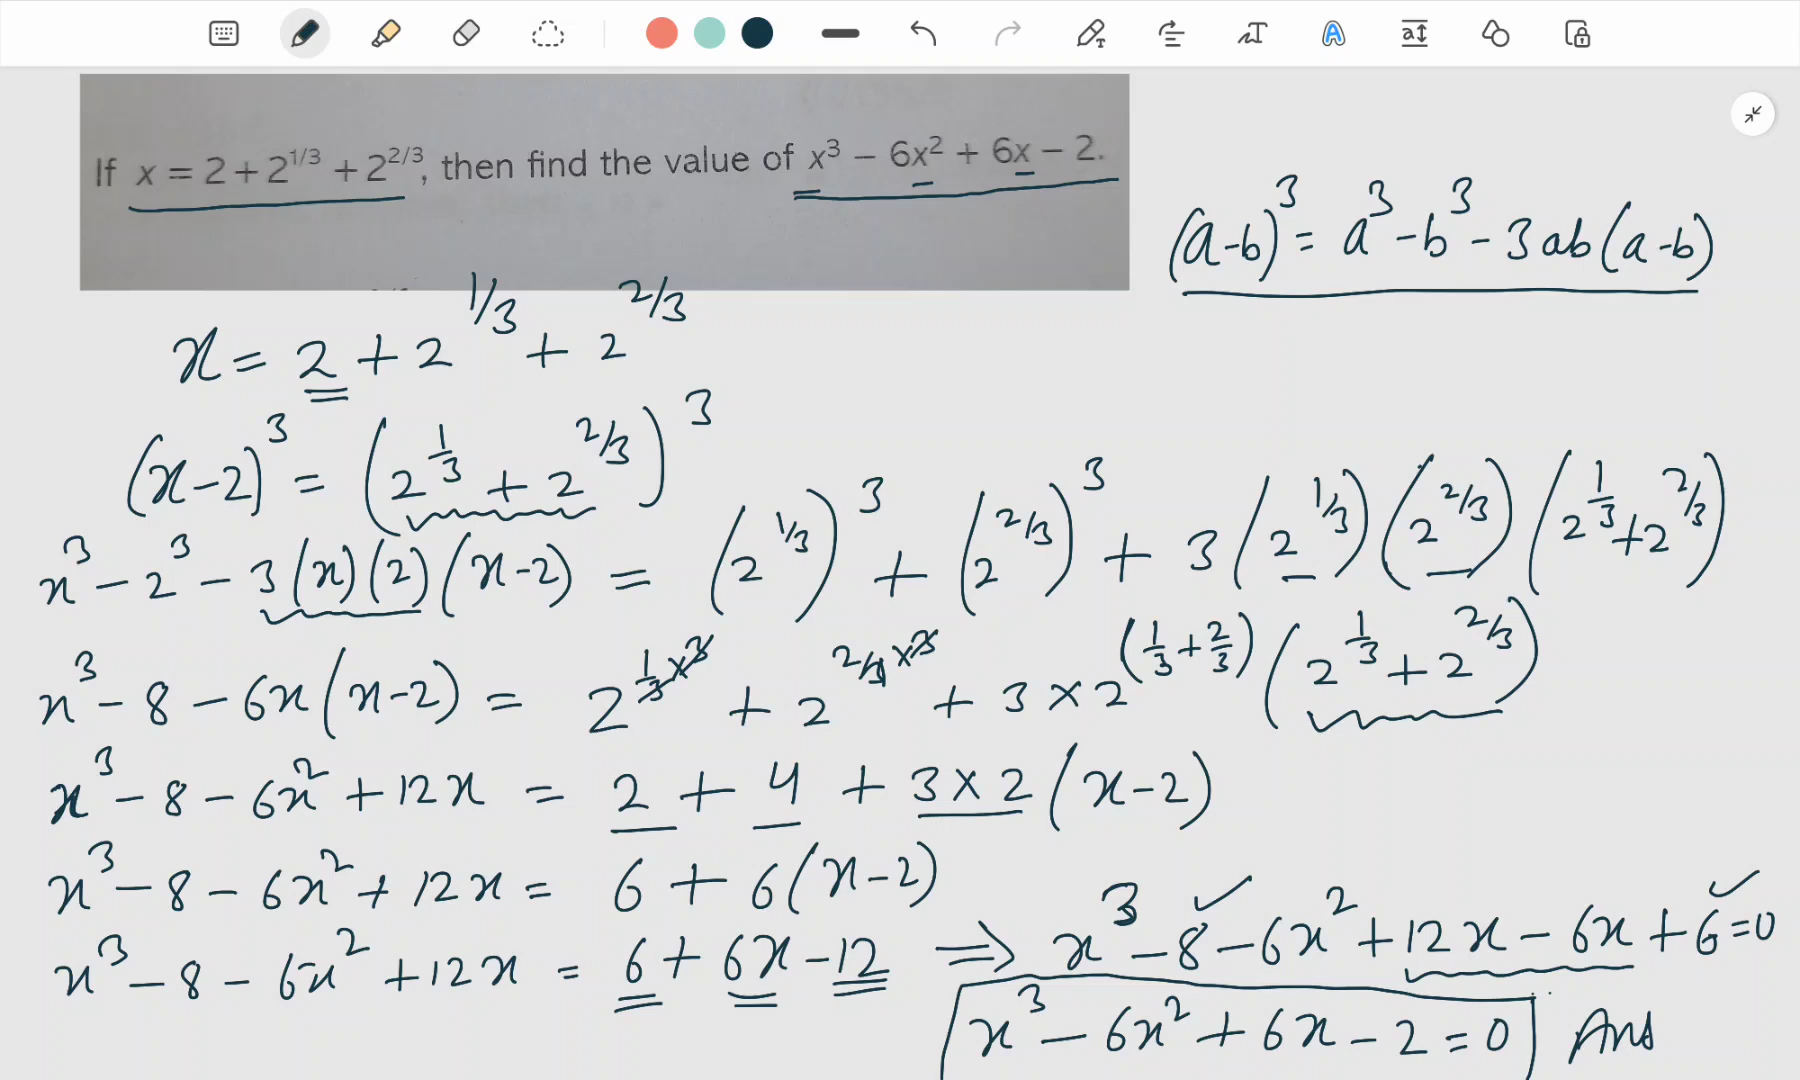 If x = 2 + 2^{1/3} + 2^{2/3}, then find the value of x³ − 6x² + 6x − 2.
(a-b)³ = a³ - b³ - 3ab(a-b)
x = 2 + 2^{1/3} + 2^{2/3}
(x-2)³ = (2^{1/3} + 2^{2/3})³
x³ - 2³ - 3(x)(2)(x-2) = (2^{1/3})³ + (2^{2/3})³ + 3(2^{1/3})(2^{2/3})(2^{1/3} + 2^{2/3})
x³ - 8 - 6x(x-2) = 2^{1/3 × 3} + 2^{2/3 × 3} + 3 × 2^{(1/3 + 2/3)}(2^{1/3} + 2^{2/3})
x³ - 8 - 6x² + 12x = 2 + 4 + 3 × 2(x-2)
x³ - 8 - 6x² + 12x = 6 + 6(x-2)
x³ - 8 - 6x² + 12x = 6 + 6x - 12 ⇒ x³ - 8 - 6x² + 12x - 6x + 6 = 0
x³ - 6x² + 6x - 2 = 0 Ans